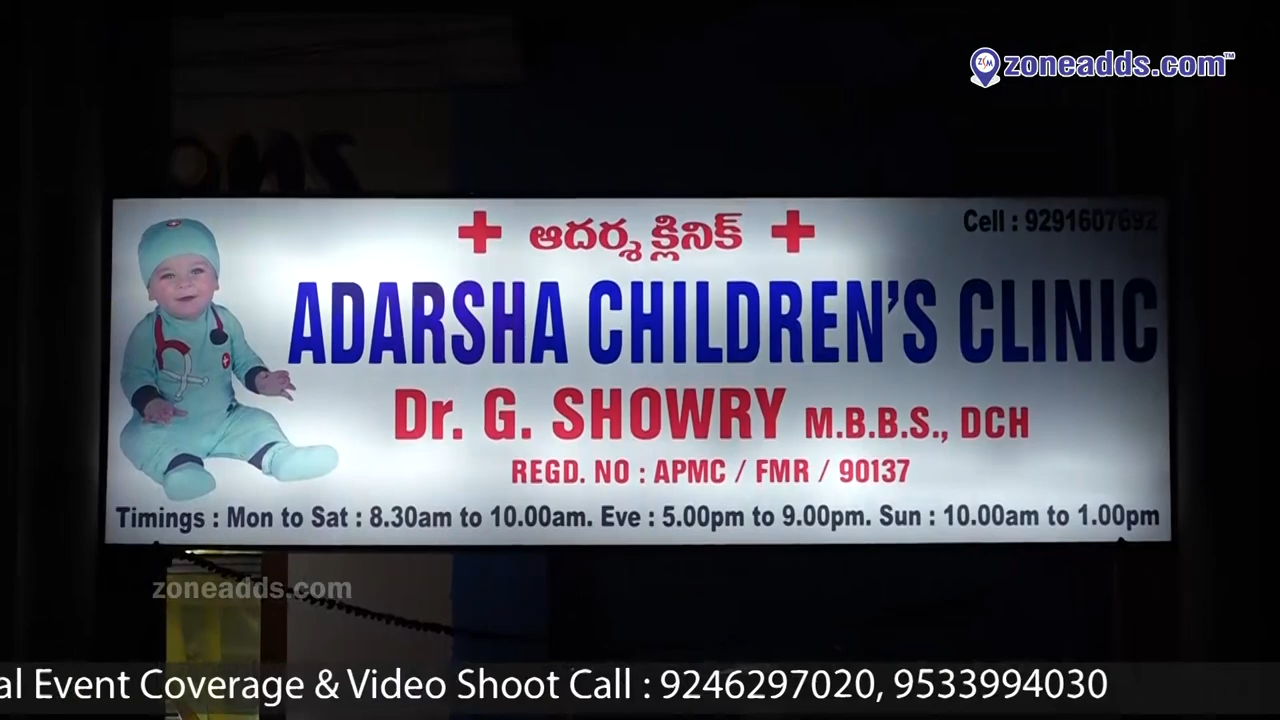 zoneadds.com™
ఆదర్శ క్లినిక్
Cell : 9291607692
ADARSHA CHILDREN'S CLINIC
Dr. G. SHOWRY M.B.B.S., DCH
REGD. NO : APMC / FMR / 90137
Timings : Mon to Sat : 8.30am to 10.00am. Eve : 5.00pm to 9.00pm. Sun : 10.00am to 1.00pm
zoneadds.com
al Event Coverage & Video Shoot Call : 9246297020, 9533994030